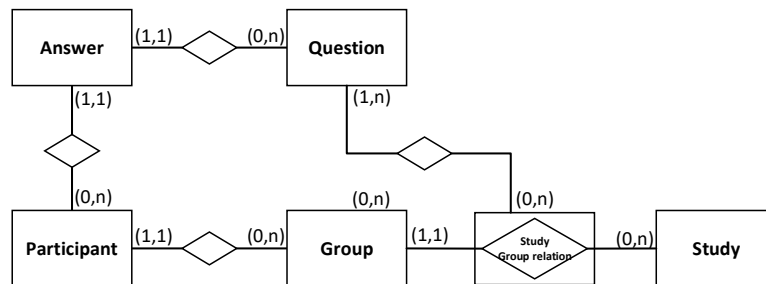 Answer
(1,1)
(0,n)
Question
(1,1)
(1,n)
(0,n)
(0,n)
(0,n)
Participant
(1,1)
(0,n)
Group
(1,1)
Study
Group relation
(0,n)
Study